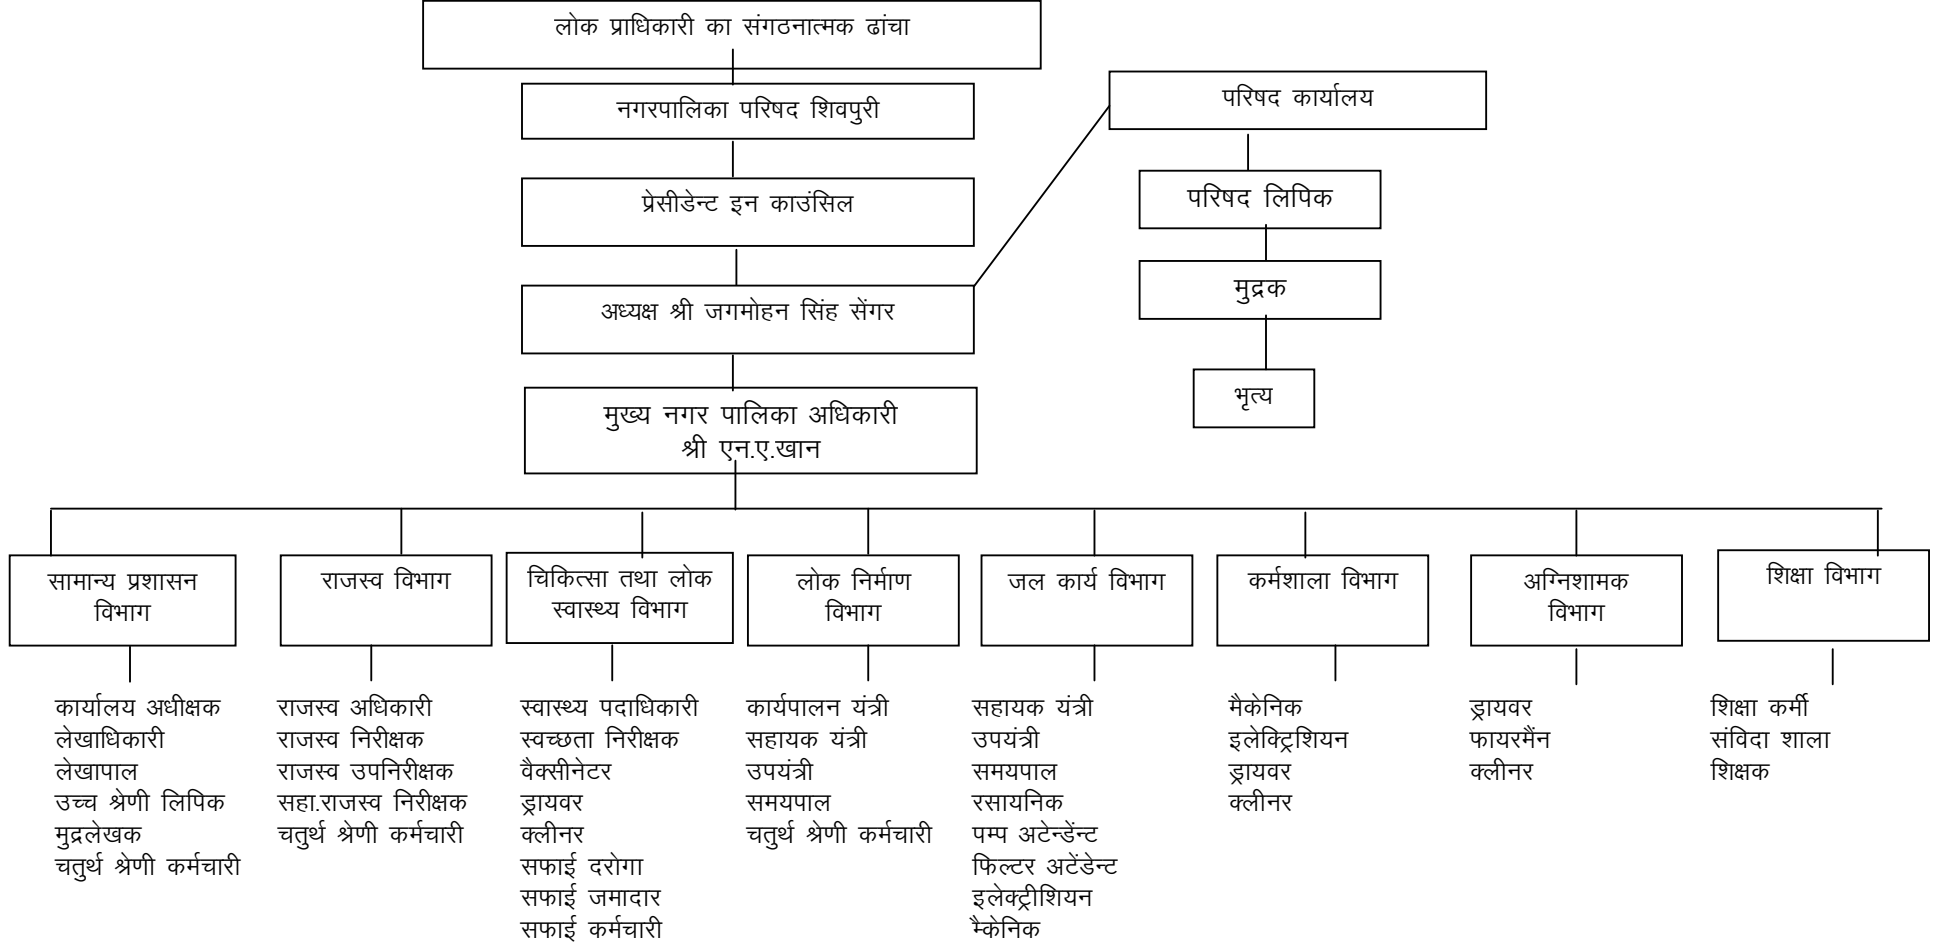 लोक प्राधिकारी का संगठनात्मक ढांचा
नगरपालिका परिषद शिवपुरी
प्रेसीडेन्ट इन काउंसिल
अध्यक्ष श्री जगमोहन सिंह सेंगर
मुख्य नगर पालिका अधिकारी
श्री एन.ए.खान
परिषद कार्यालय
परिषद लिपिक
मुद्रक
भृत्य
सामान्य प्रशासन
विभाग
कार्यालय अधीक्षक
लेखाधिकारी
लेखापाल
उच्च श्रेणी लिपिक
मुद्रलेखक
चतुर्थ श्रेणी कर्मचारी
राजस्व विभाग
राजस्व अधिकारी
राजस्व निरीक्षक
राजस्व उपनिरीक्षक
सहा.राजस्व निरीक्षक
चतुर्थ श्रेणी कर्मचारी
चिकित्सा तथा लोक
स्वास्थ्य विभाग
स्वास्थ्य पदाधिकारी
स्वच्छता निरीक्षक
वैक्सीनेटर
ड्रायवर
क्लीनर
सफाई दरोगा
सफाई जमादार
सफाई कर्मचारी
लोक निर्माण
विभाग
कार्यपालन यंत्री
सहायक यंत्री
उपयंत्री
समयपाल
चतुर्थ श्रेणी कर्मचारी
जल कार्य विभाग
सहायक यंत्री
उपयंत्री
समयपाल
रसायनिक
पम्प अटेन्डेंन्ट
फिल्टर अटेंडेन्ट
इलेक्ट्रीशियन
म्कैेनिक
कर्मशाला विभाग
मैकेनिक
इलेक्ट्रिशियन
ड्रायवर
क्लीनर
अग्निशामक
विभाग
ड्रायवर
फायरमैंन
क्लीनर
शिक्षा विभाग
शिक्षा कर्मी
संविदा शाला
शिक्षक